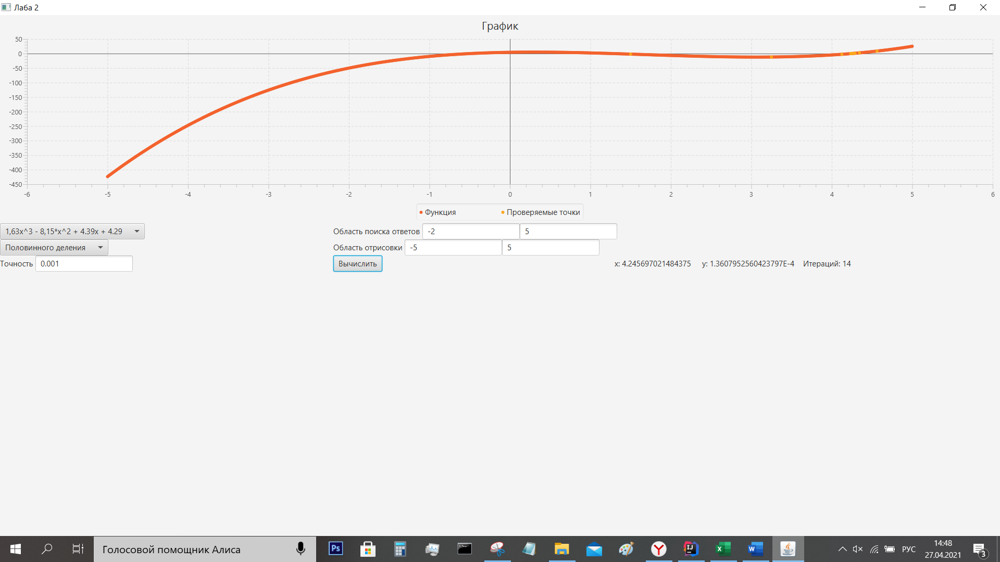 Лаба 2
График
50
0
-50
-100
-150
-200
-250
-300
-350
-400
-450
-6 -5 -4 -3 -2 -1 0 1 2 3 4 5 6
Функция Проверяемые точки
1,63x^3 - 8,15*x^2 + 4.39x + 4.29 Область поиска ответов -2 5
Половинного деления Область отрисовки -5 5
Точность 0.001 Вычислить x: 4.245697021484375 y: 1.3607952560423797E-4 Итераций: 14
Голосовой помощник Алиса Ps РУС 14:48
27.04.2021 3